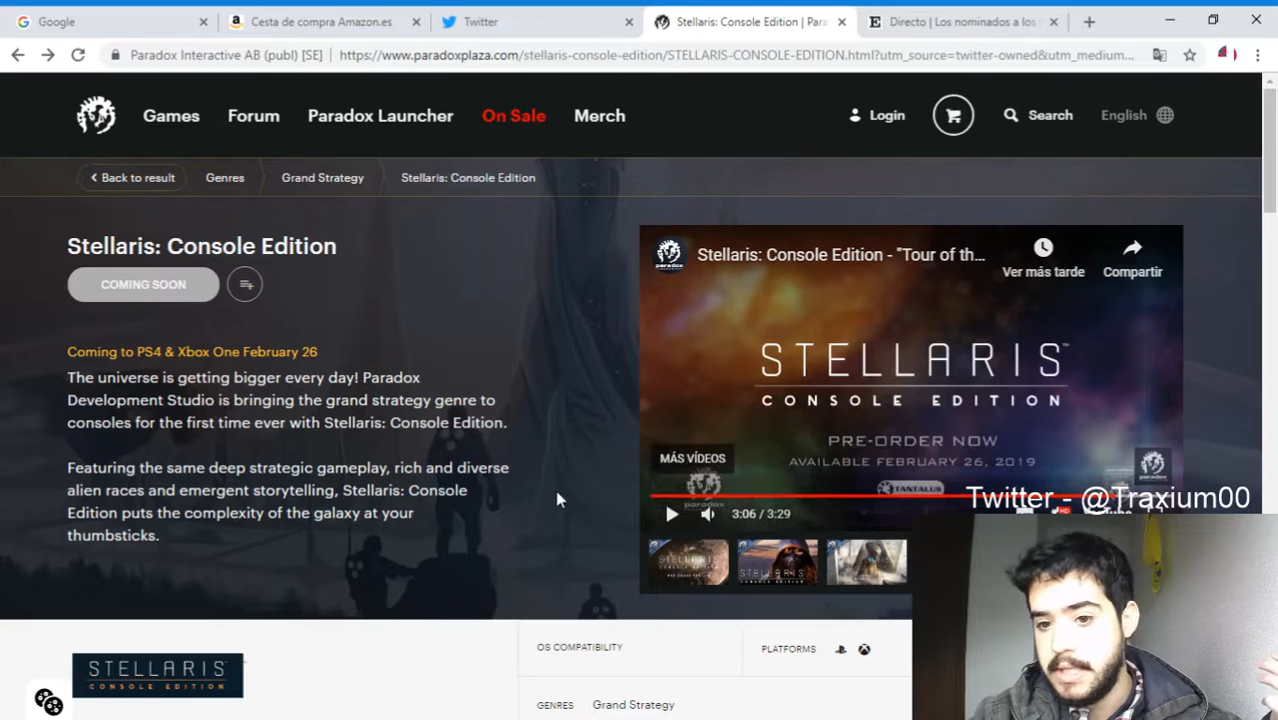 Google
Cesta de compra Amazon.es
Twitter
Stellaris: Console Edition | Para
Directo | Los nominados a los
Paradox Interactive AB (publ) [SE] https://www.paradoxplaza.com/stellaris-console-edition/STELLARIS-CONSOLE-EDITION.html?utm_source=twitter-owned&utm_medium...
Games Forum Paradox Launcher On Sale Merch Login Search English
Back to result Genres Grand Strategy Stellaris: Console Edition
Stellaris: Console Edition
COMING SOON
Coming to PS4 & Xbox One February 26
The universe is getting bigger every day! Paradox
Development Studio is bringing the grand strategy genre to
consoles for the first time ever with Stellaris: Console Edition.
Featuring the same deep strategic gameplay, rich and diverse
alien races and emergent storytelling, Stellaris: Console
Edition puts the complexity of the galaxy at your
thumbsticks.
paradox
Stellaris: Console Edition - "Tour of th...
Ver más tarde
Compartir
STELLARIS™
CONSOLE EDITION
PRE-ORDER NOW
AVAILABLE FEBRUARY 26, 2019
MÁS VÍDEOS
TANTALUS
Twitter - @Traxium00
3:06 / 3:29
STELLARIS
CONSOLE EDITION
OS COMPATIBILITY
PLATFORMS
GENRES Grand Strategy